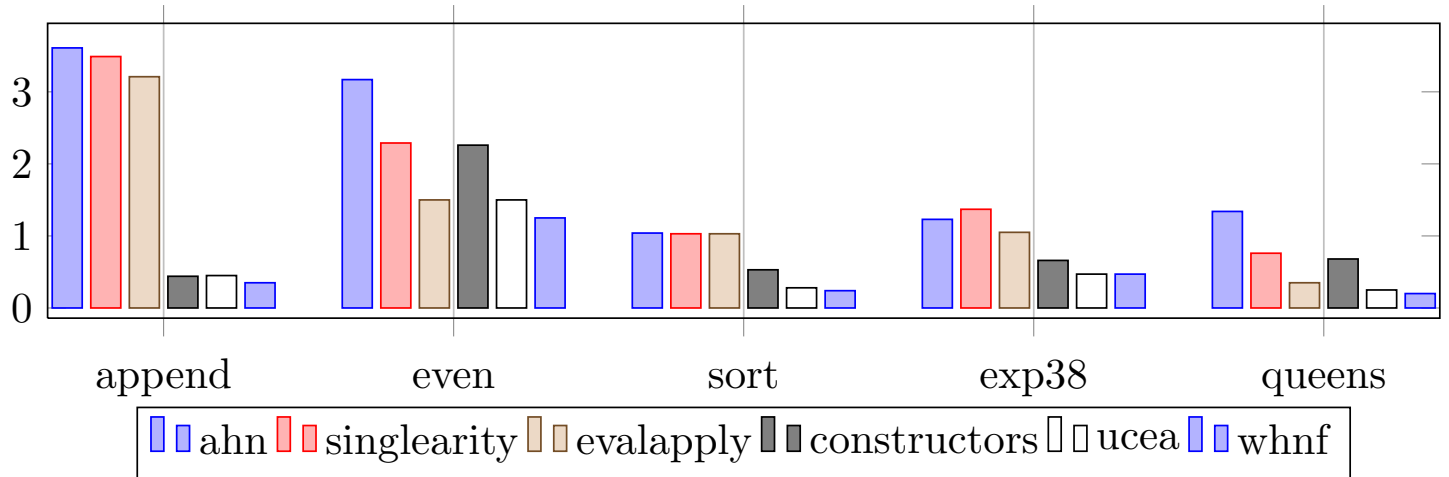 3
2
1
0
append even sort exp38 queens
ahn singlearity evalapply constructors ucea whnf